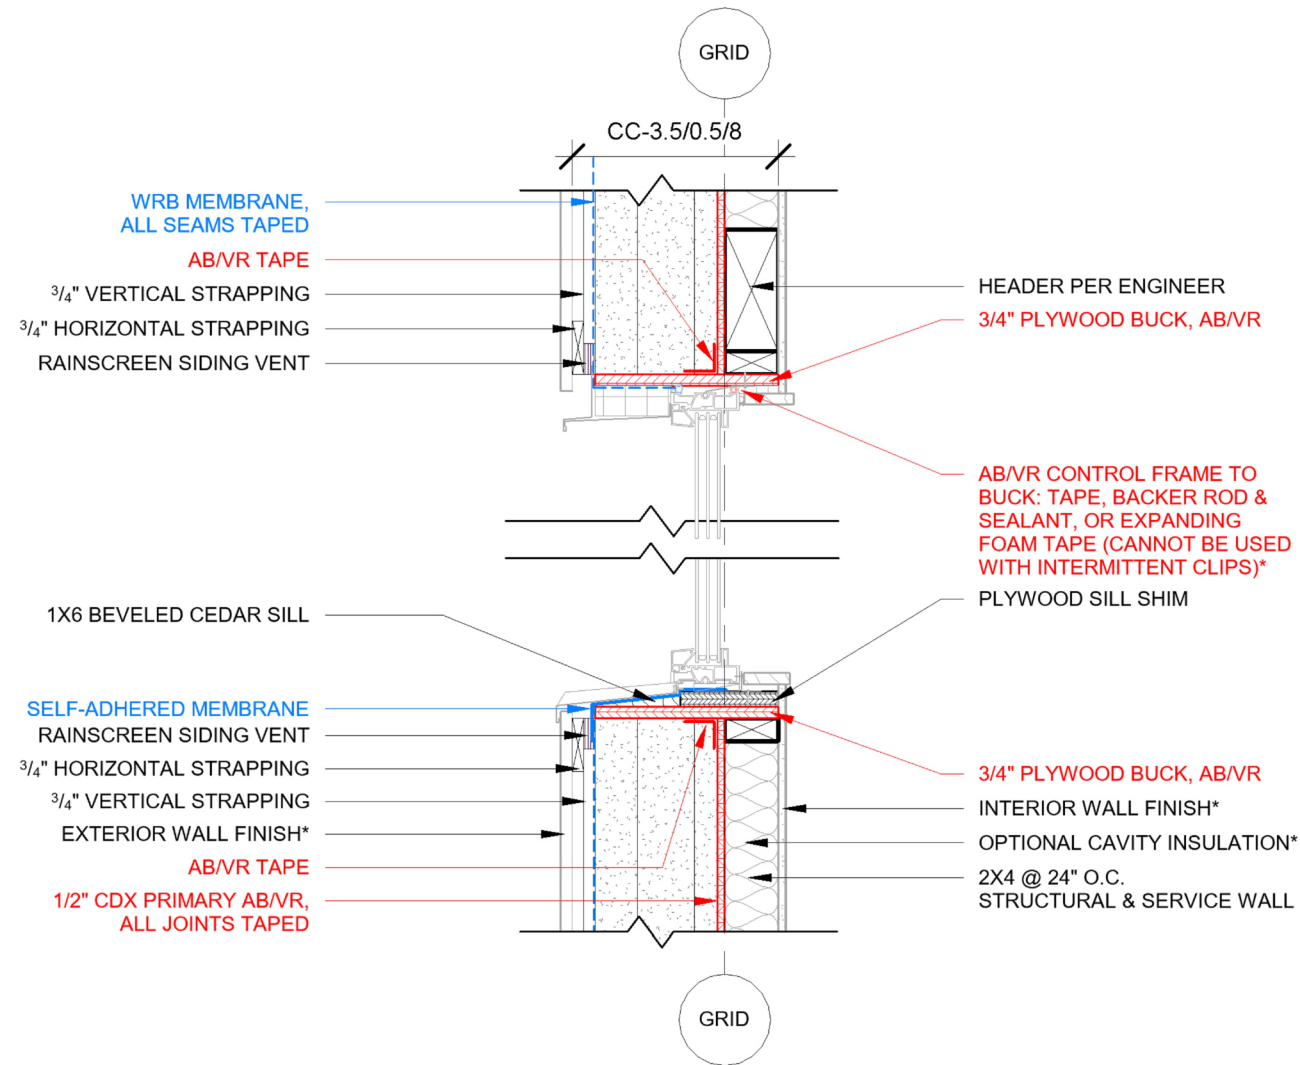 GRID
CC-3.5/0.5/8
WRB MEMBRANE,
ALL SEAMS TAPED
AB/VR TAPE
3/4" VERTICAL STRAPPING
3/4" HORIZONTAL STRAPPING
RAINSCREEN SIDING VENT
HEADER PER ENGINEER
3/4" PLYWOOD BUCK, AB/VR
AB/VR CONTROL FRAME TO
BUCK: TAPE, BACKER ROD &
SEALANT, OR EXPANDING
FOAM TAPE (CANNOT BE USED
WITH INTERMITTENT CLIPS)*
PLYWOOD SILL SHIM
1X6 BEVELED CEDAR SILL
SELF-ADHERED MEMBRANE
RAINSCREEN SIDING VENT
3/4" HORIZONTAL STRAPPING
3/4" VERTICAL STRAPPING
EXTERIOR WALL FINISH*
AB/VR TAPE
1/2" CDX PRIMARY AB/VR,
ALL JOINTS TAPED
3/4" PLYWOOD BUCK, AB/VR
INTERIOR WALL FINISH*
OPTIONAL CAVITY INSULATION*
2X4 @ 24" O.C.
STRUCTURAL & SERVICE WALL
GRID